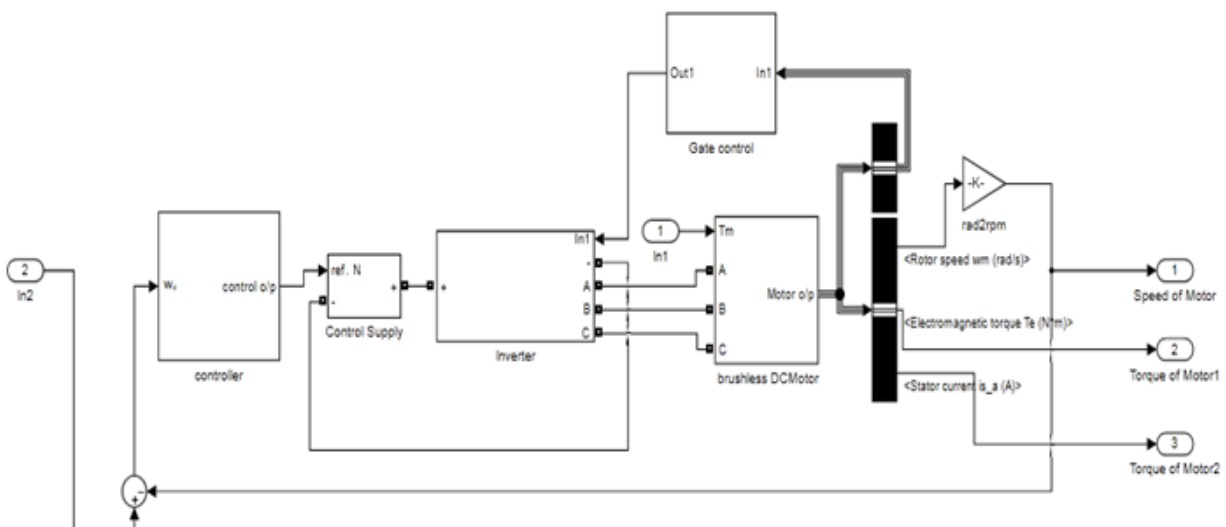 Out1
In1
Gate control
-K-
rad2rpm
In1
-
A
B
C
+
Inverter
1
In1
Tm
A
B
C
Motor o/p
brushless DCMotor
<Rotor speed wm (rad/s)>
<Electromagnetic torque Te (N*m)>
<Stator current is_a (A)>
1
Speed of Motor
2
Torque of Motor1
3
Torque of Motor2
2
In2
control o/p
controller
ref. N
-
+
Control Supply
-
+